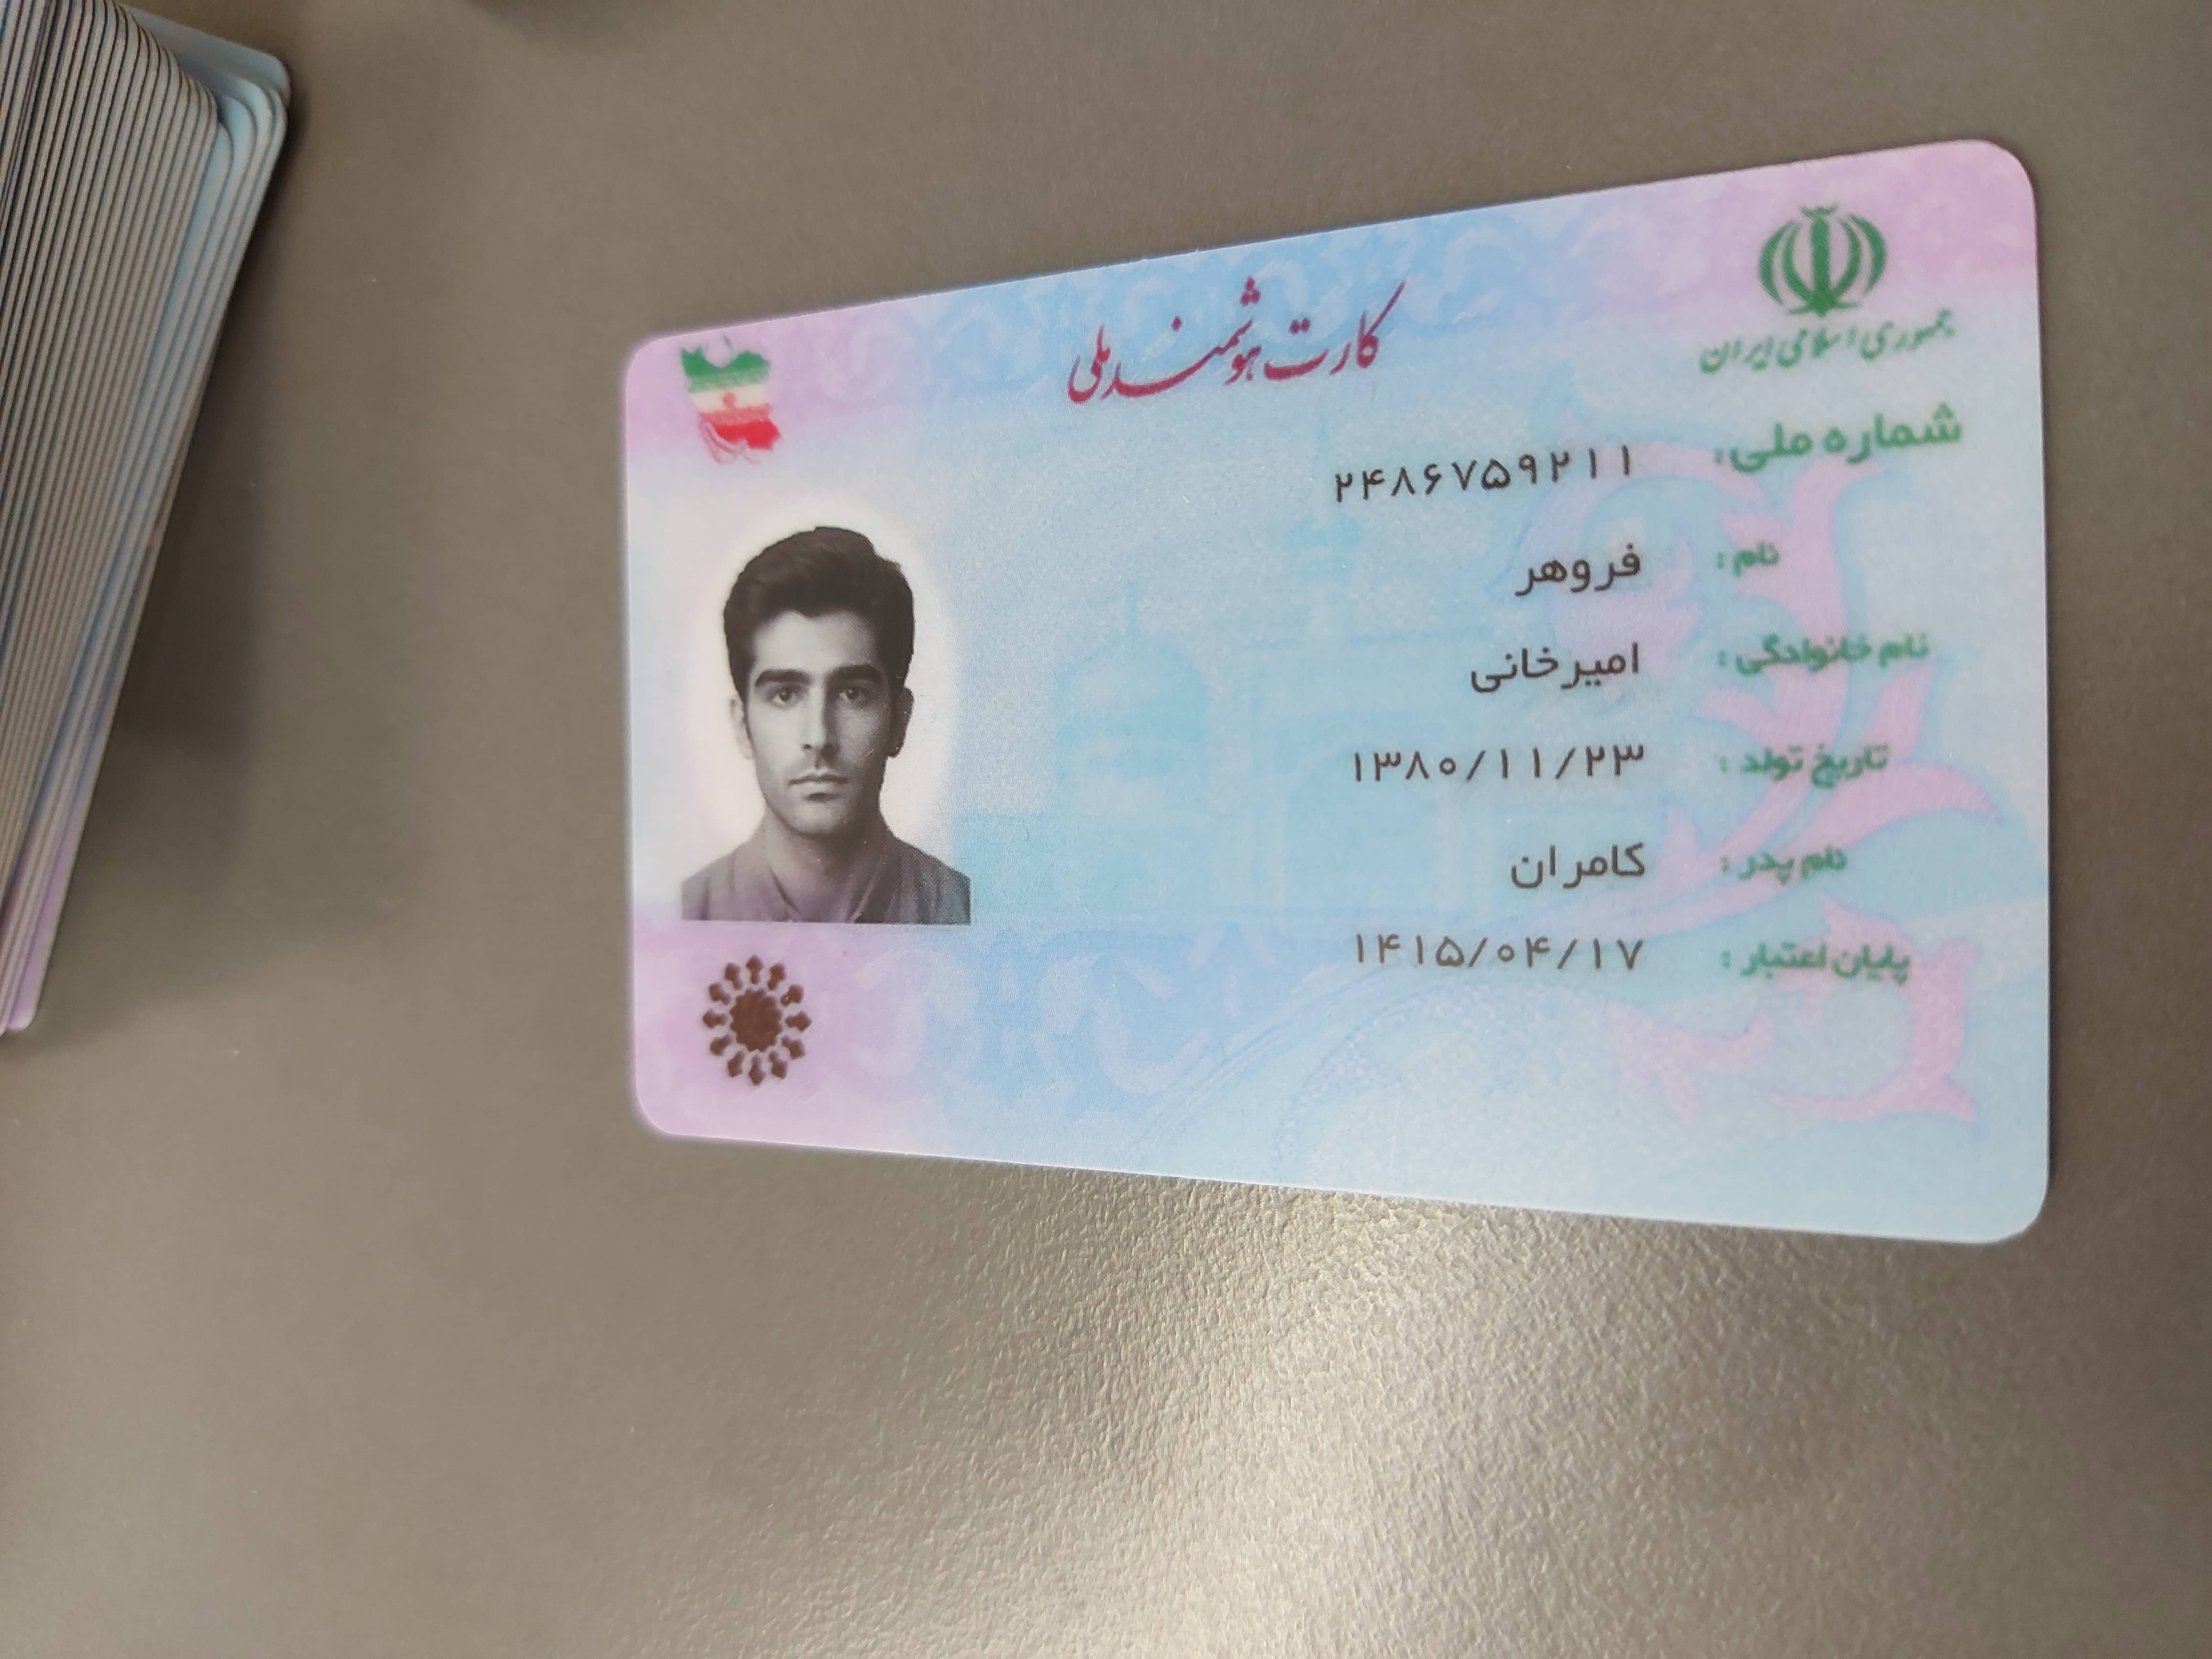 جمهوری اسلامی ایران
کارت هوشمند ملی
شماره ملی: ۲۴۸۶۷۵۹۲۱۱
نام: فروهر
نام خانوادگی: امیرخانی
تاریخ تولد: ۱۳۸۰/۱۱/۲۳
نام پدر: کامران
پایان اعتبار: ۱۴۱۵/۰۴/۱۷